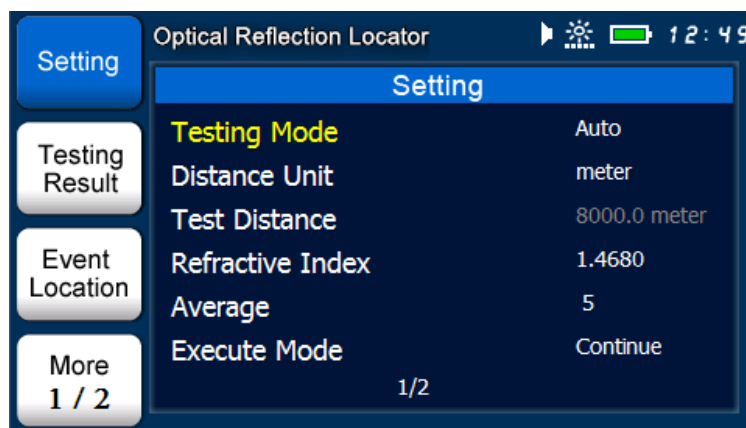 Setting
Testing
Result
Event
Location
More
1 / 2
Optical Reflection Locator 12:49
Setting
Testing Mode Auto
Distance Unit meter
Test Distance 8000.0 meter
Refractive Index 1.4680
Average 5
Execute Mode Continue
1/2